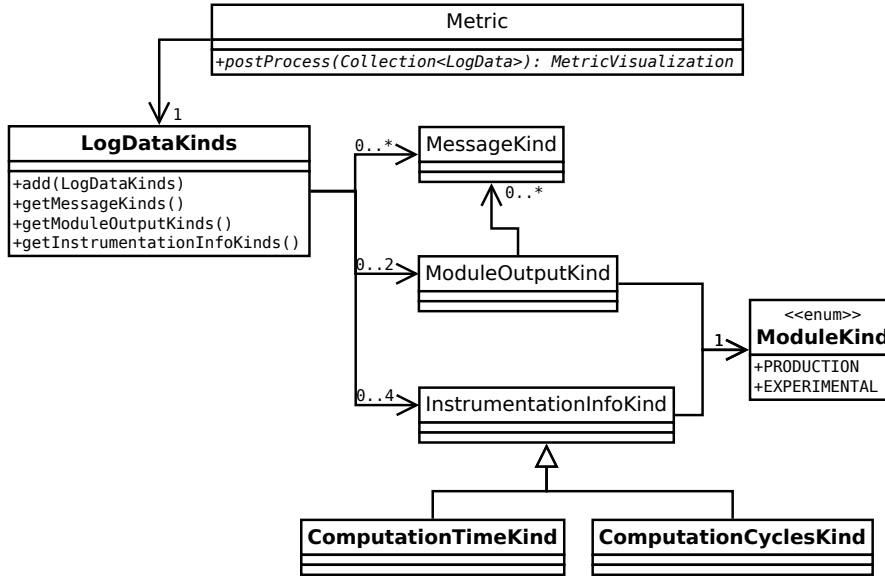 Metric
+postProcess(Collection<LogData>): MetricVisualization
1
LogDataKinds
+add(LogDataKinds)
+getMessageKinds()
+getModuleOutputKinds()
+getInstrumentationInfoKinds()
0..*
MessageKind
0..*
0..2
ModuleOutputKind
<<enum>>
ModuleKind
+PRODUCTION
+EXPERIMENTAL
1
0..4
InstrumentationInfoKind
ComputationTimeKind
ComputationCyclesKind